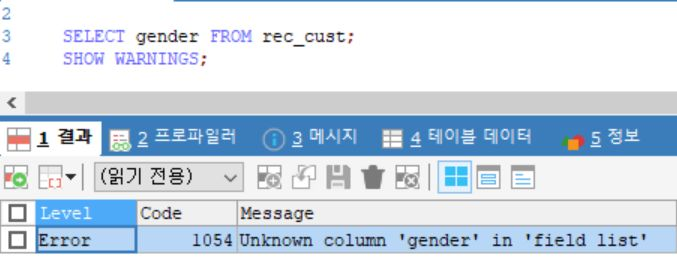 2
3 SELECT gender FROM rec_cust;
4 SHOW WARNINGS;
1 결과 2 프로파일러 3 메시지 4 테이블 데이터 5 정보
(읽기 전용)
Level Code Message
Error 1054 Unknown column 'gender' in 'field list'